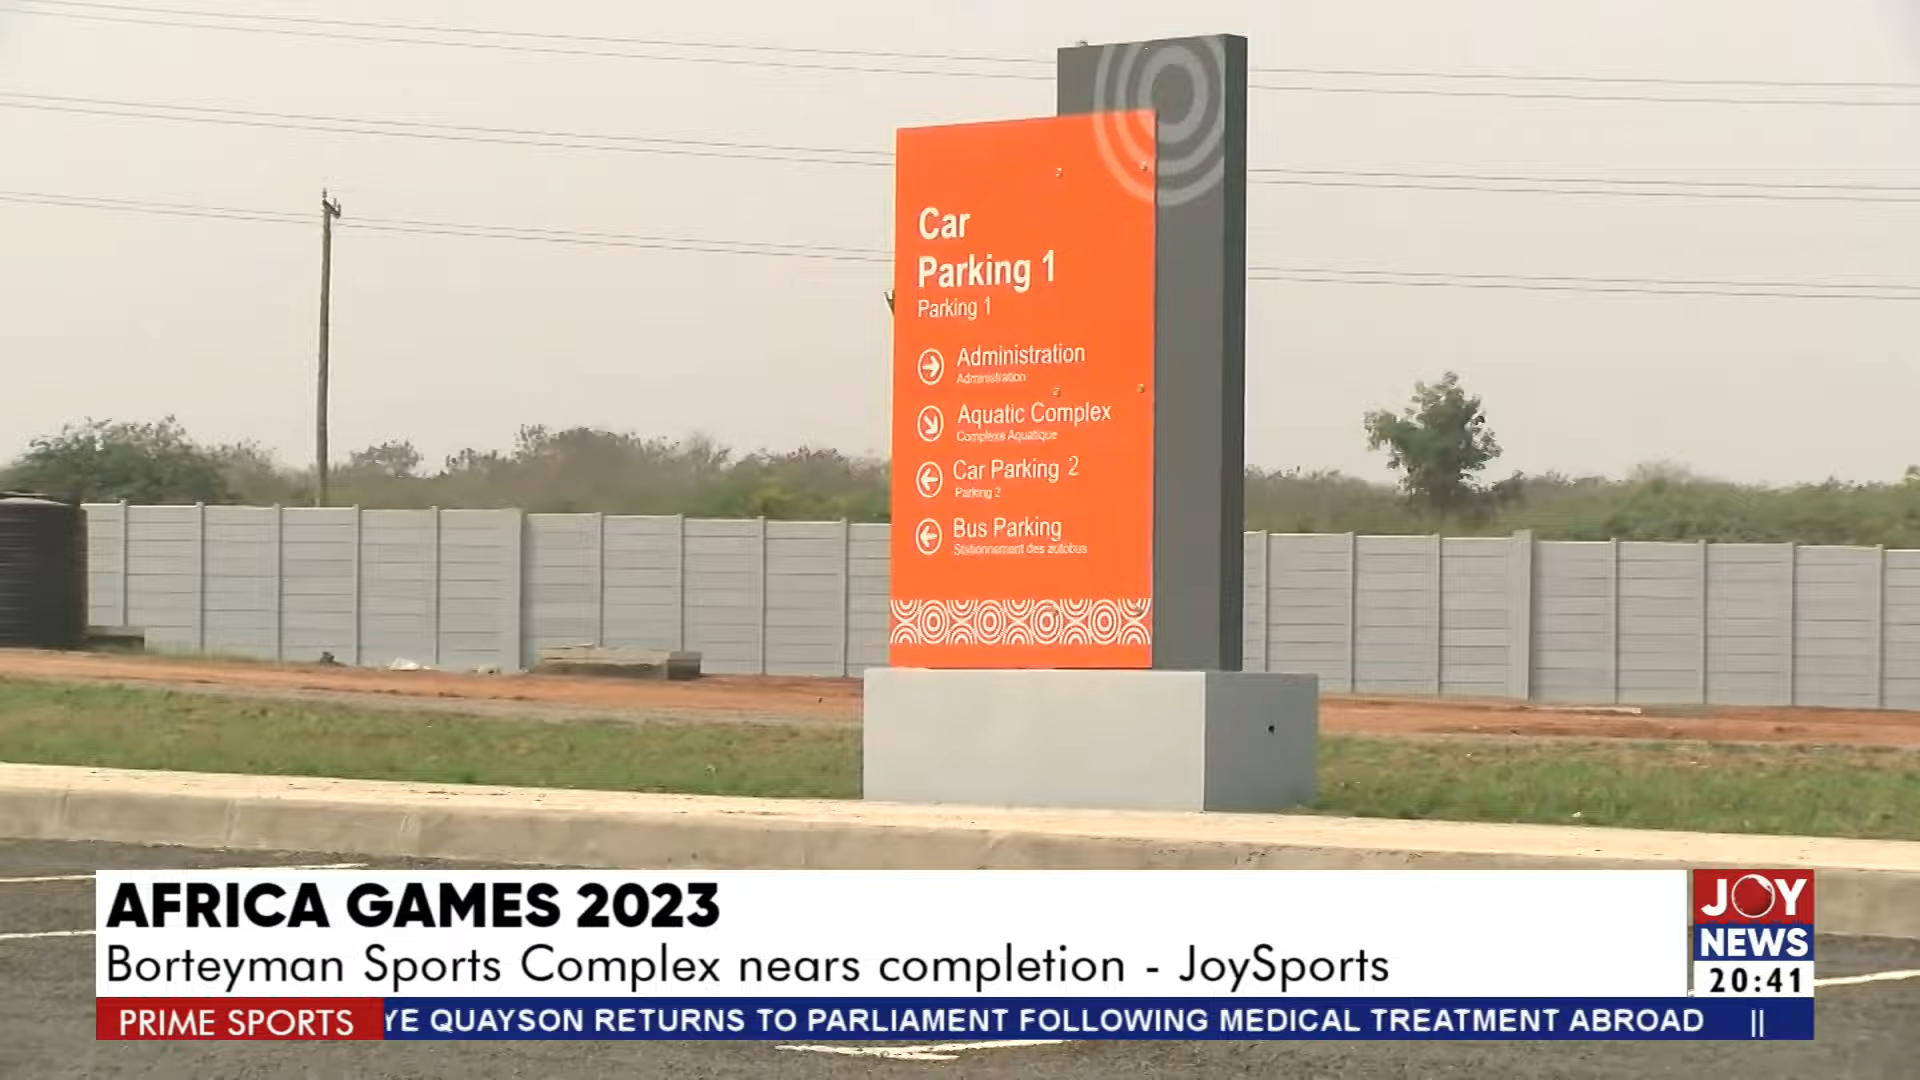 Car
Parking 1
Parking 1
Administration
Administration
Aquatic Complex
Complexe Aquatique
Car Parking 2
Parking 2
Bus Parking
Stationnement des autobus
AFRICA GAMES 2023
Borteyman Sports Complex nears completion - JoySports
JOY
NEWS
20:41
PRIME SPORTS
YE QUAYSON RETURNS TO PARLIAMENT FOLLOWING MEDICAL TREATMENT ABROAD ||